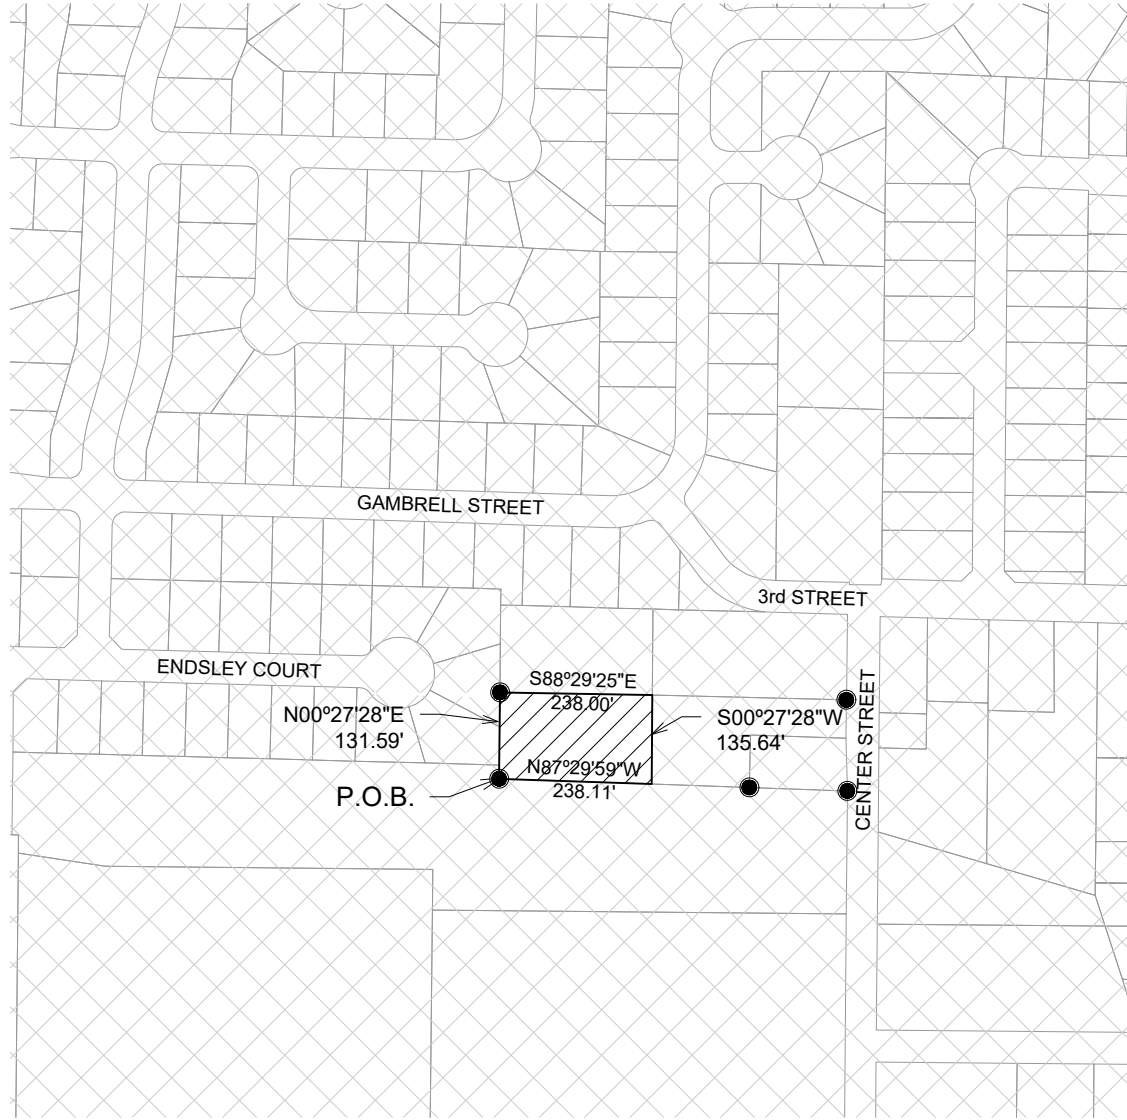 GAMBRELL STREET
3rd STREET
ENDSLEY COURT
S88º29'25"E
238.00'
N00º27'28"E
131.59'
S00º27'28"W
135.64'
CENTER STREET
N87º29'59"W
238.11'
P.O.B.